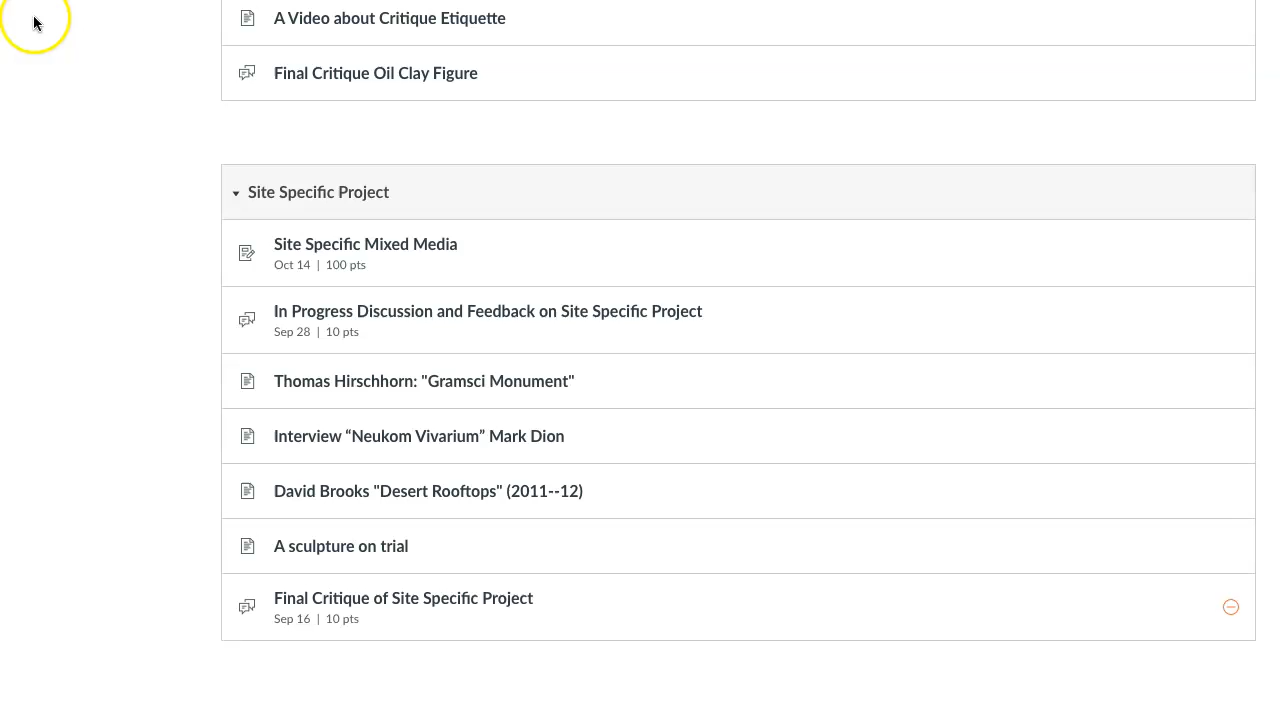 A Video about Critique Etiquette
Final Critique Oil Clay Figure
Site Specific Project
Site Specific Mixed Media
Oct 14 | 100 pts
In Progress Discussion and Feedback on Site Specific Project
Sep 28 | 10 pts
Thomas Hirschhorn: "Gramsci Monument"
Interview “Neukom Vivarium” Mark Dion
David Brooks "Desert Rooftops" (2011--12)
A sculpture on trial
Final Critique of Site Specific Project
Sep 16 | 10 pts